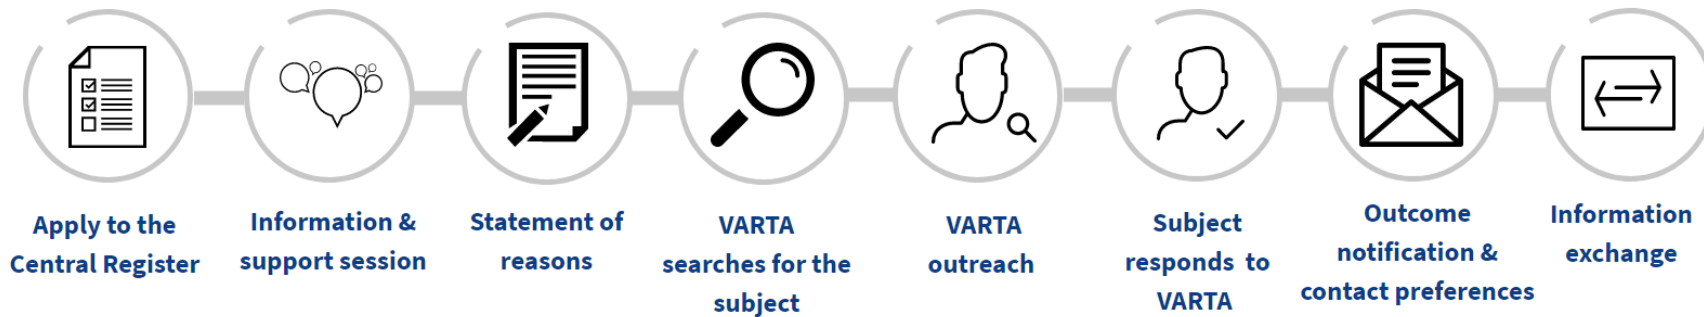 Apply to the
Central Register
Information &
support session
Statement of
reasons
VARTA
searches for the
subject
VARTA
outreach
Subject
responds to
VARTA
Outcome
notification &
contact preferences
Information
exchange